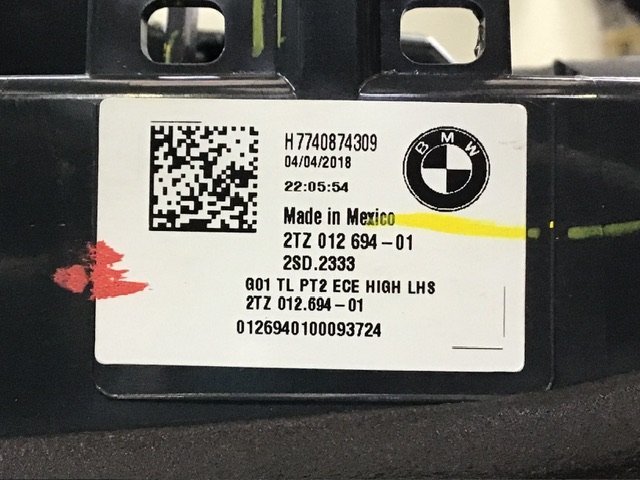 H7740874309
04/04/2018
BMW
22:05:54
Made in Mexico
2TZ 012 694-01
2SD.2333
G01 TL PT2 ECE HIGH LHS
2TZ 012.694-01
0126940100093724